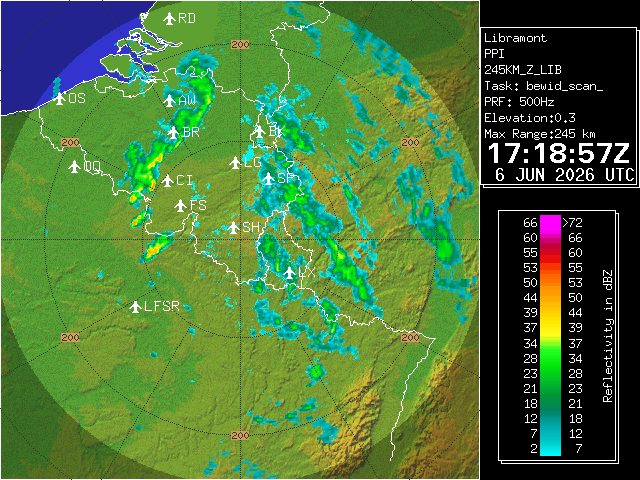 RD
200
Libramont
PPI
245KM_Z_LIB
Task: bewid_scan_
PRF: 500Hz
Elevation:0.3
Max Range:245 km
17:18:57Z
6 JUN 2026 UTC
OS
AW
BR
BK
200
200
QQ
LG
CI
SP
FS
SH
LX
LFSR
200
200
200
66 >72
60 66
55 60
53 55
50 53
44 50
39 44
37 39
34 37
28 34
23 28
21 23
18 21
12 18
7 12
2 7
Reflectivity in dBZ